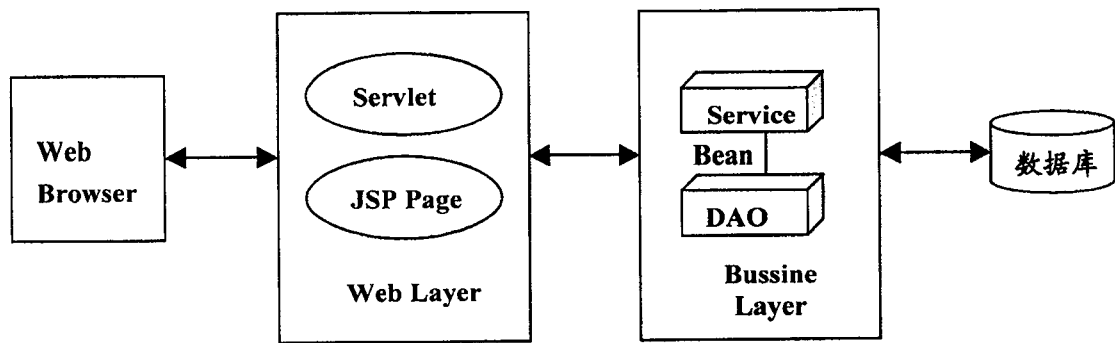 Web
Browser
Servlet
JSP Page
Web Layer
Service
Bean
DAO
Bussine
Layer
数据库